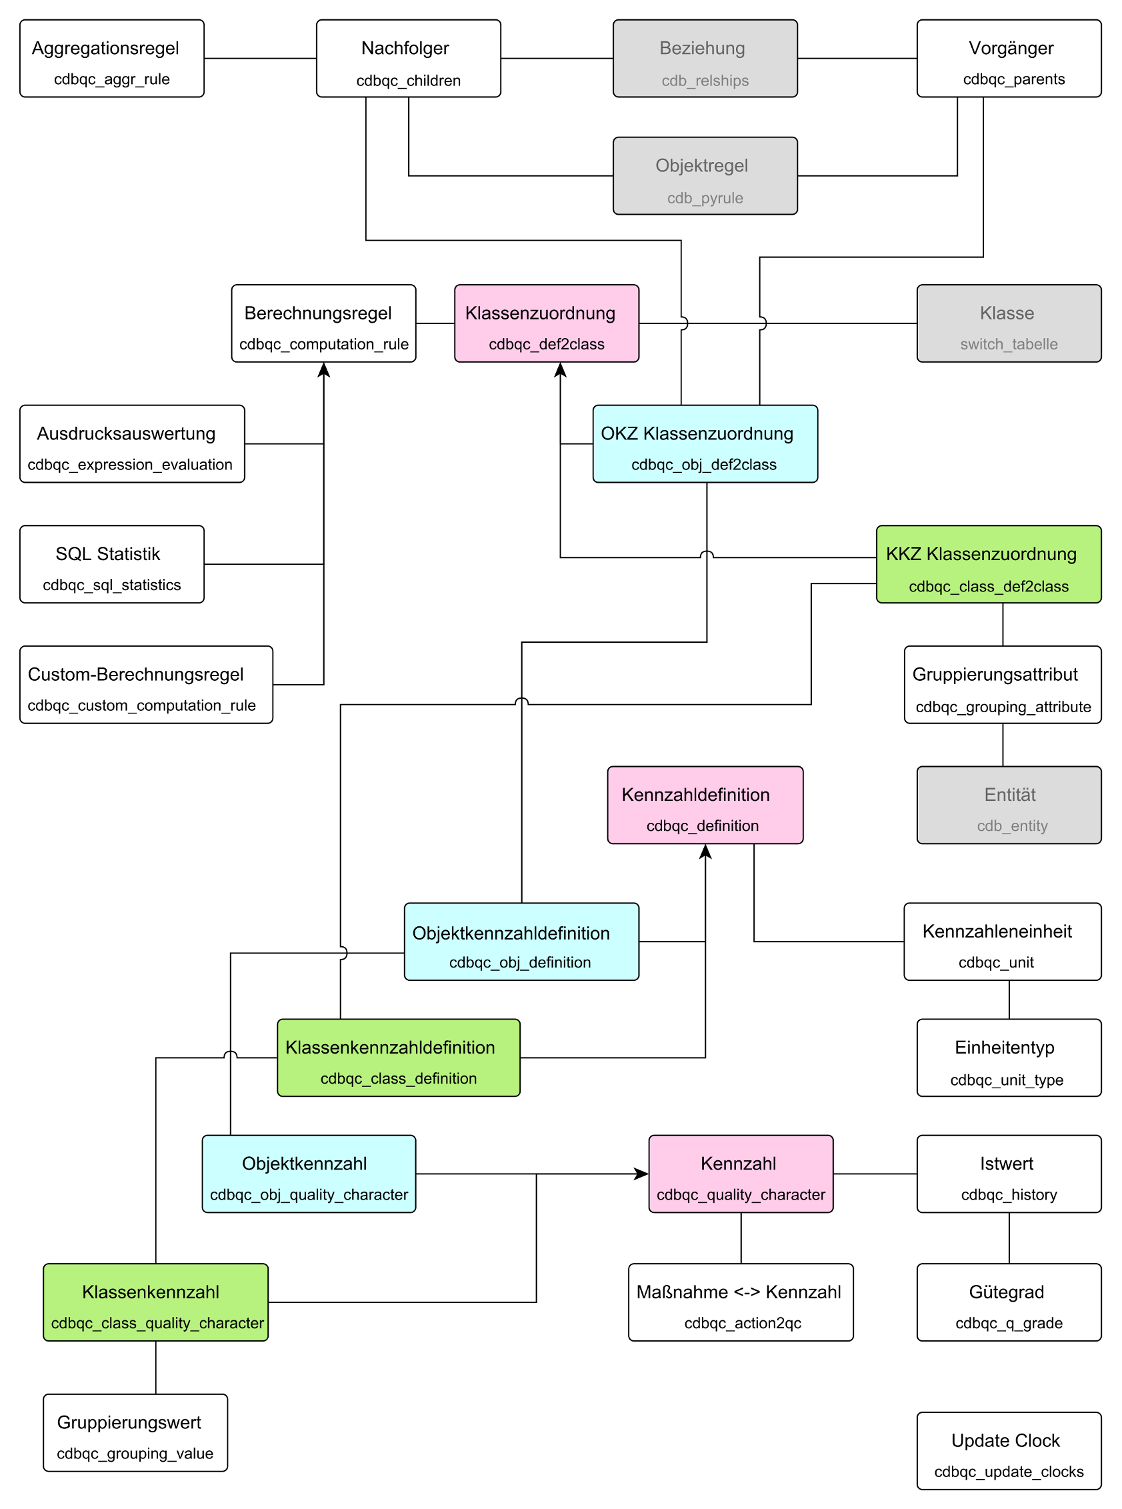 Aggregationsregel
cdbqc_aggr_rule
Nachfolger
cdbqc_children
Beziehung
cdb_relships
Vorgänger
cdbqc_parents
Objektregel
cdb_pyrule
Berechnungsregel
cdbqc_computation_rule
Klassenzuordnung
cdbqc_def2class
Klasse
switch_tabelle
Ausdrucksauswertung
cdbqc_expression_evaluation
OKZ Klassenzuordnung
cdbqc_obj_def2class
SQL Statistik
cdbqc_sql_statistics
KKZ Klassenzuordnung
cdbqc_class_def2class
Custom-Berechnungsregel
cdbqc_custom_computation_rule
Gruppierungsattribut
cdbqc_grouping_attribute
Kennzahldefinition
cdbqc_definition
Entität
cdb_entity
Objektkennzahldefinition
cdbqc_obj_definition
Kennzahleneinheit
cdbqc_unit
Klassenkennzahldefinition
cdbqc_class_definition
Einheitentyp
cdbqc_unit_type
Objektkennzahl
cdbqc_obj_quality_character
Kennzahl
cdbqc_quality_character
Istwert
cdbqc_history
Klassenkennzahl
cdbqc_class_quality_character
Maßnahme <-> Kennzahl
cdbqc_action2qc
Gütegrad
cdbqc_q_grade
Gruppierungswert
cdbqc_grouping_value
Update Clock
cdbqc_update_clocks